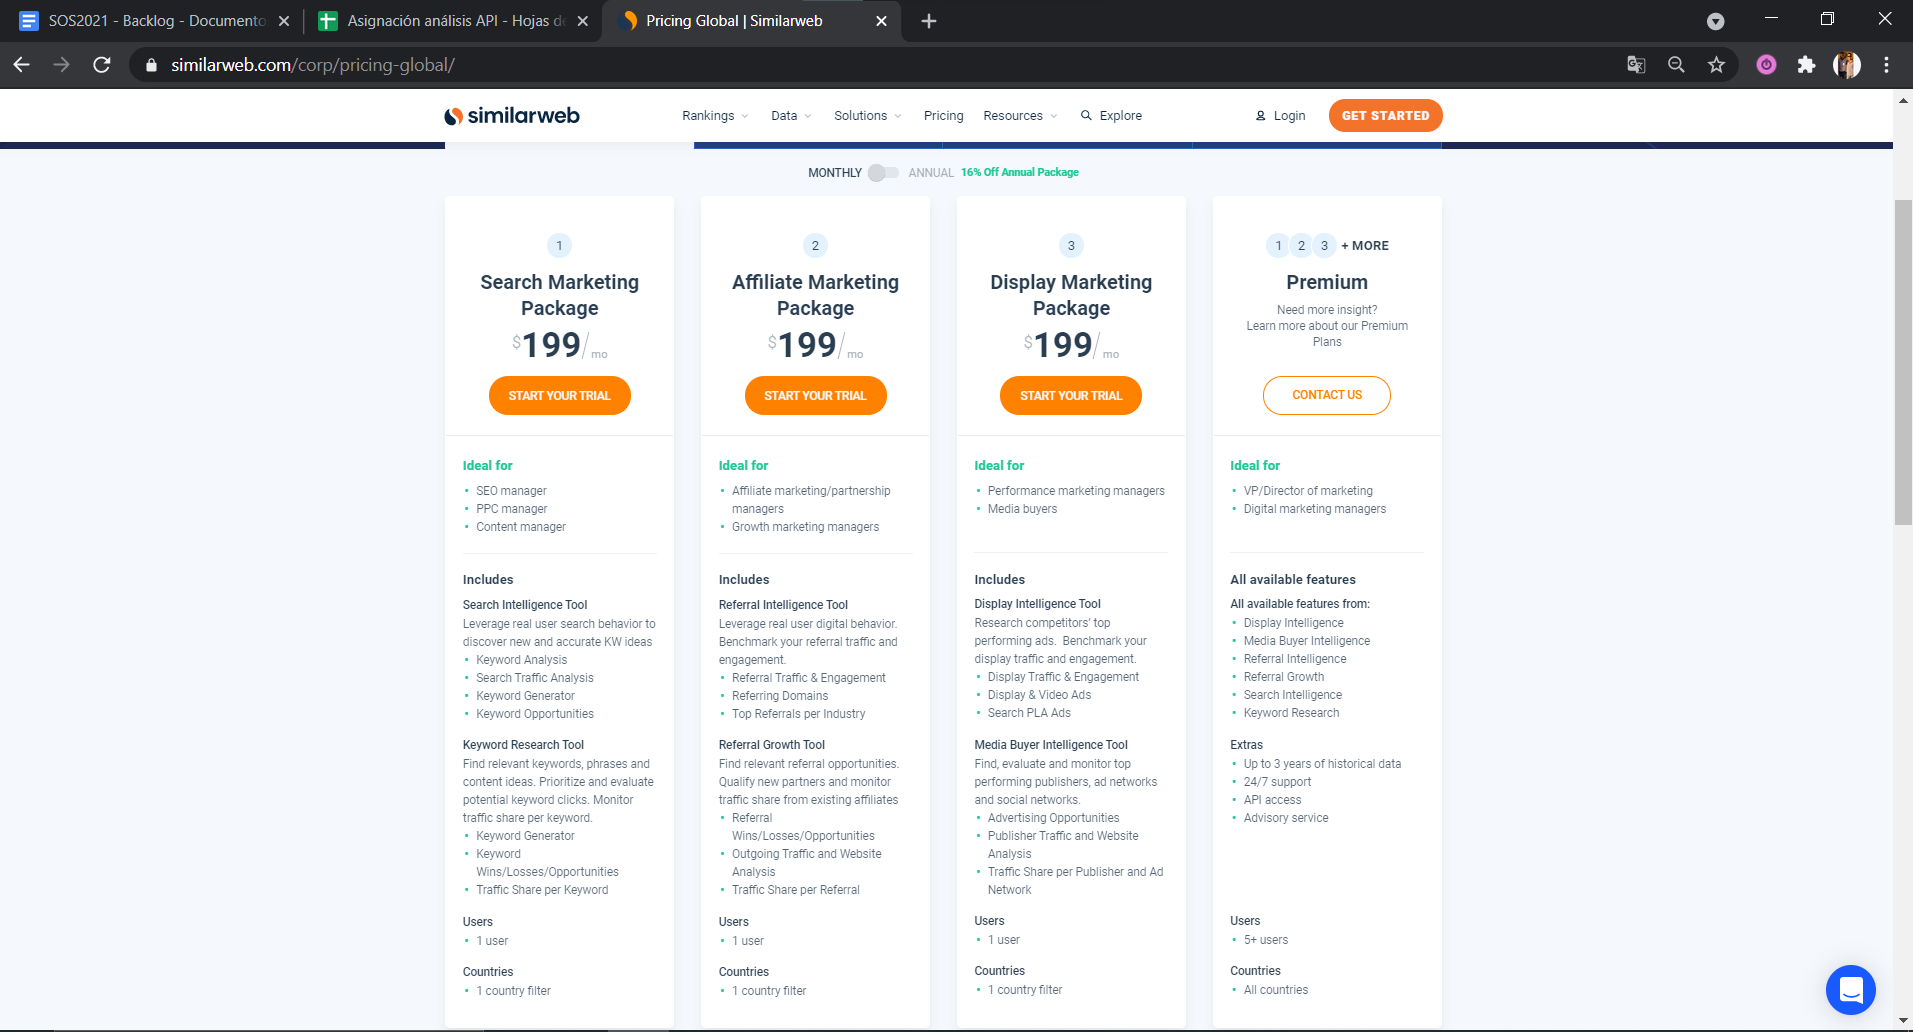 SOS2021 - Backlog - Documento
Asignación análisis API - Hojas de
Pricing Global | Similarweb
similarweb.com/corp/pricing-global/
similarweb
Rankings
Data
Solutions
Pricing
Resources
Explore
Login
GET STARTED
MONTHLY
ANNUAL
16% Off Annual Package
1
Search Marketing
Package
$199/mo
START YOUR TRIAL
Ideal for
SEO manager
PPC manager
Content manager
Includes
Search Intelligence Tool
Leverage real user search behavior to
discover new and accurate KW ideas
Keyword Analysis
Search Traffic Analysis
Keyword Generator
Keyword Opportunities
Keyword Research Tool
Find relevant keywords, phrases and
content ideas. Prioritize and evaluate
potential keyword clicks. Monitor
traffic share per keyword.
Keyword Generator
Keyword
Wins/Losses/Opportunities
Traffic Share per Keyword
Users
1 user
Countries
1 country filter
2
Affiliate Marketing
Package
$199/mo
START YOUR TRIAL
Ideal for
Affiliate marketing/partnership
managers
Growth marketing managers
Includes
Referral Intelligence Tool
Leverage real user digital behavior.
Benchmark your referral traffic and
engagement.
Referral Traffic & Engagement
Referring Domains
Top Referrals per Industry
Referral Growth Tool
Find relevant referral opportunities.
Qualify new partners and monitor
traffic share from existing affiliates
Referral
Wins/Losses/Opportunities
Outgoing Traffic and Website
Analysis
Traffic Share per Referral
Users
1 user
Countries
1 country filter
3
Display Marketing
Package
$199/mo
START YOUR TRIAL
Ideal for
Performance marketing managers
Media buyers
Includes
Display Intelligence Tool
Research competitors' top
performing ads. Benchmark your
display traffic and engagement.
Display Traffic & Engagement
Display & Video Ads
Search PLA Ads
Media Buyer Intelligence Tool
Find, evaluate and monitor top
performing publishers, ad networks
and social networks.
Advertising Opportunities
Publisher Traffic and Website
Analysis
Traffic Share per Publisher and Ad
Network
Users
1 user
Countries
1 country filter
1 2 3 + MORE
Premium
Need more insight?
Learn more about our Premium
Plans
CONTACT US
Ideal for
VP/Director of marketing
Digital marketing managers
All available features
All available features from:
Display Intelligence
Media Buyer Intelligence
Referral Intelligence
Referral Growth
Search Intelligence
Keyword Research
Extras
Up to 3 years of historical data
24/7 support
API access
Advisory service
Users
5+ users
Countries
All countries